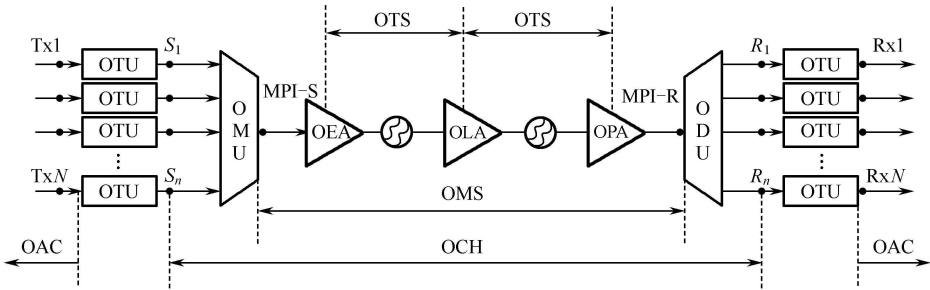 OTS OTS
Tx1 S1 R1 Rx1
OTU OTU
MPI-S MPI-R
OTU OTU
OMU OEA OLA OPA ODU
OTU OTU
⋮ ⋮
TxN Sn Rn RxN
OTU OTU
OMS
OAC OCH OAC